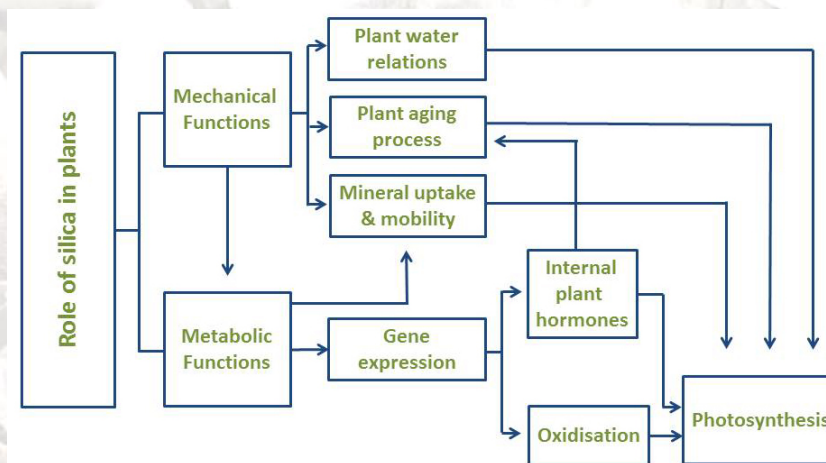 Role of silica in plants
Mechanical
Functions
Plant water
relations
Plant aging
process
Mineral uptake
& mobility
Metabolic
Functions
Gene
expression
Internal
plant
hormones
Oxidisation
Photosynthesis